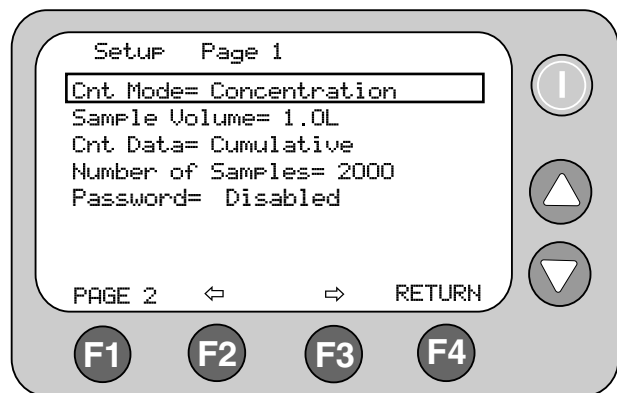 Setup Page 1
Cnt Mode= Concentration
Sample Volume= 1.0L
Cnt Data= Cumulative
Number of Samples= 2000
Password= Disabled
PAGE 2 ⇦ ⇨ RETURN
F1 F2 F3 F4
I